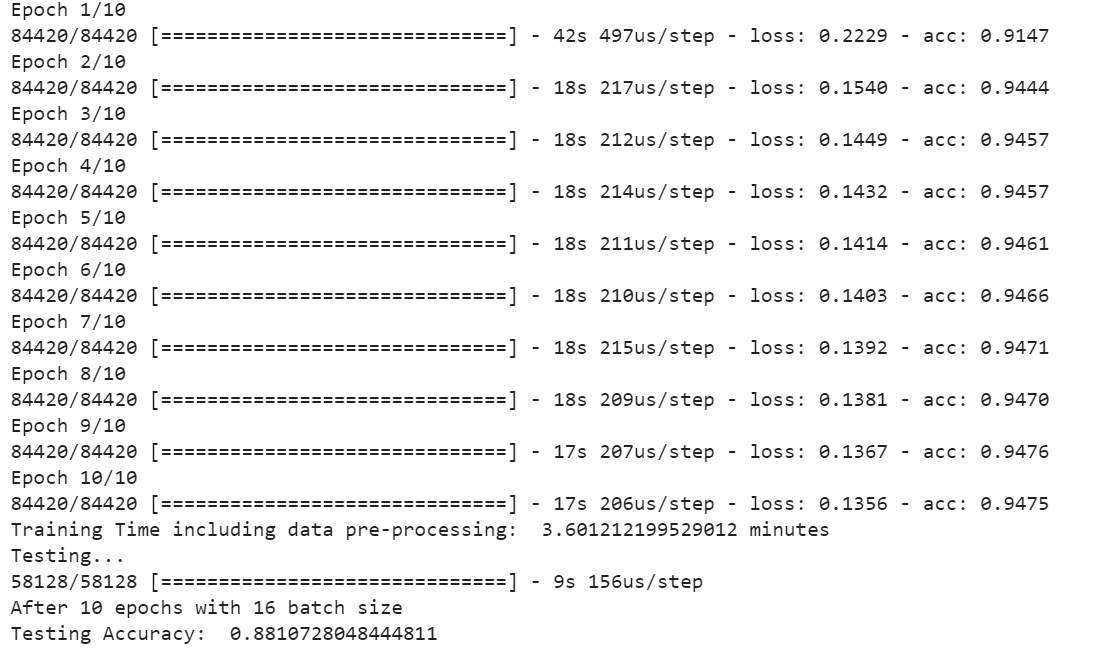 Epoch 1/10
84420/84420 [==============================] - 42s 497us/step - loss: 0.2229 - acc: 0.9147
Epoch 2/10
84420/84420 [==============================] - 18s 217us/step - loss: 0.1540 - acc: 0.9444
Epoch 3/10
84420/84420 [==============================] - 18s 212us/step - loss: 0.1449 - acc: 0.9457
Epoch 4/10
84420/84420 [==============================] - 18s 214us/step - loss: 0.1432 - acc: 0.9457
Epoch 5/10
84420/84420 [==============================] - 18s 211us/step - loss: 0.1414 - acc: 0.9461
Epoch 6/10
84420/84420 [==============================] - 18s 210us/step - loss: 0.1403 - acc: 0.9466
Epoch 7/10
84420/84420 [==============================] - 18s 215us/step - loss: 0.1392 - acc: 0.9471
Epoch 8/10
84420/84420 [==============================] - 18s 209us/step - loss: 0.1381 - acc: 0.9470
Epoch 9/10
84420/84420 [==============================] - 17s 207us/step - loss: 0.1367 - acc: 0.9476
Epoch 10/10
84420/84420 [==============================] - 17s 206us/step - loss: 0.1356 - acc: 0.9475
Training Time including data pre-processing:  3.601212199529012 minutes
Testing...
58128/58128 [==============================] - 9s 156us/step
After 10 epochs with 16 batch size
Testing Accuracy:  0.8810728048444811